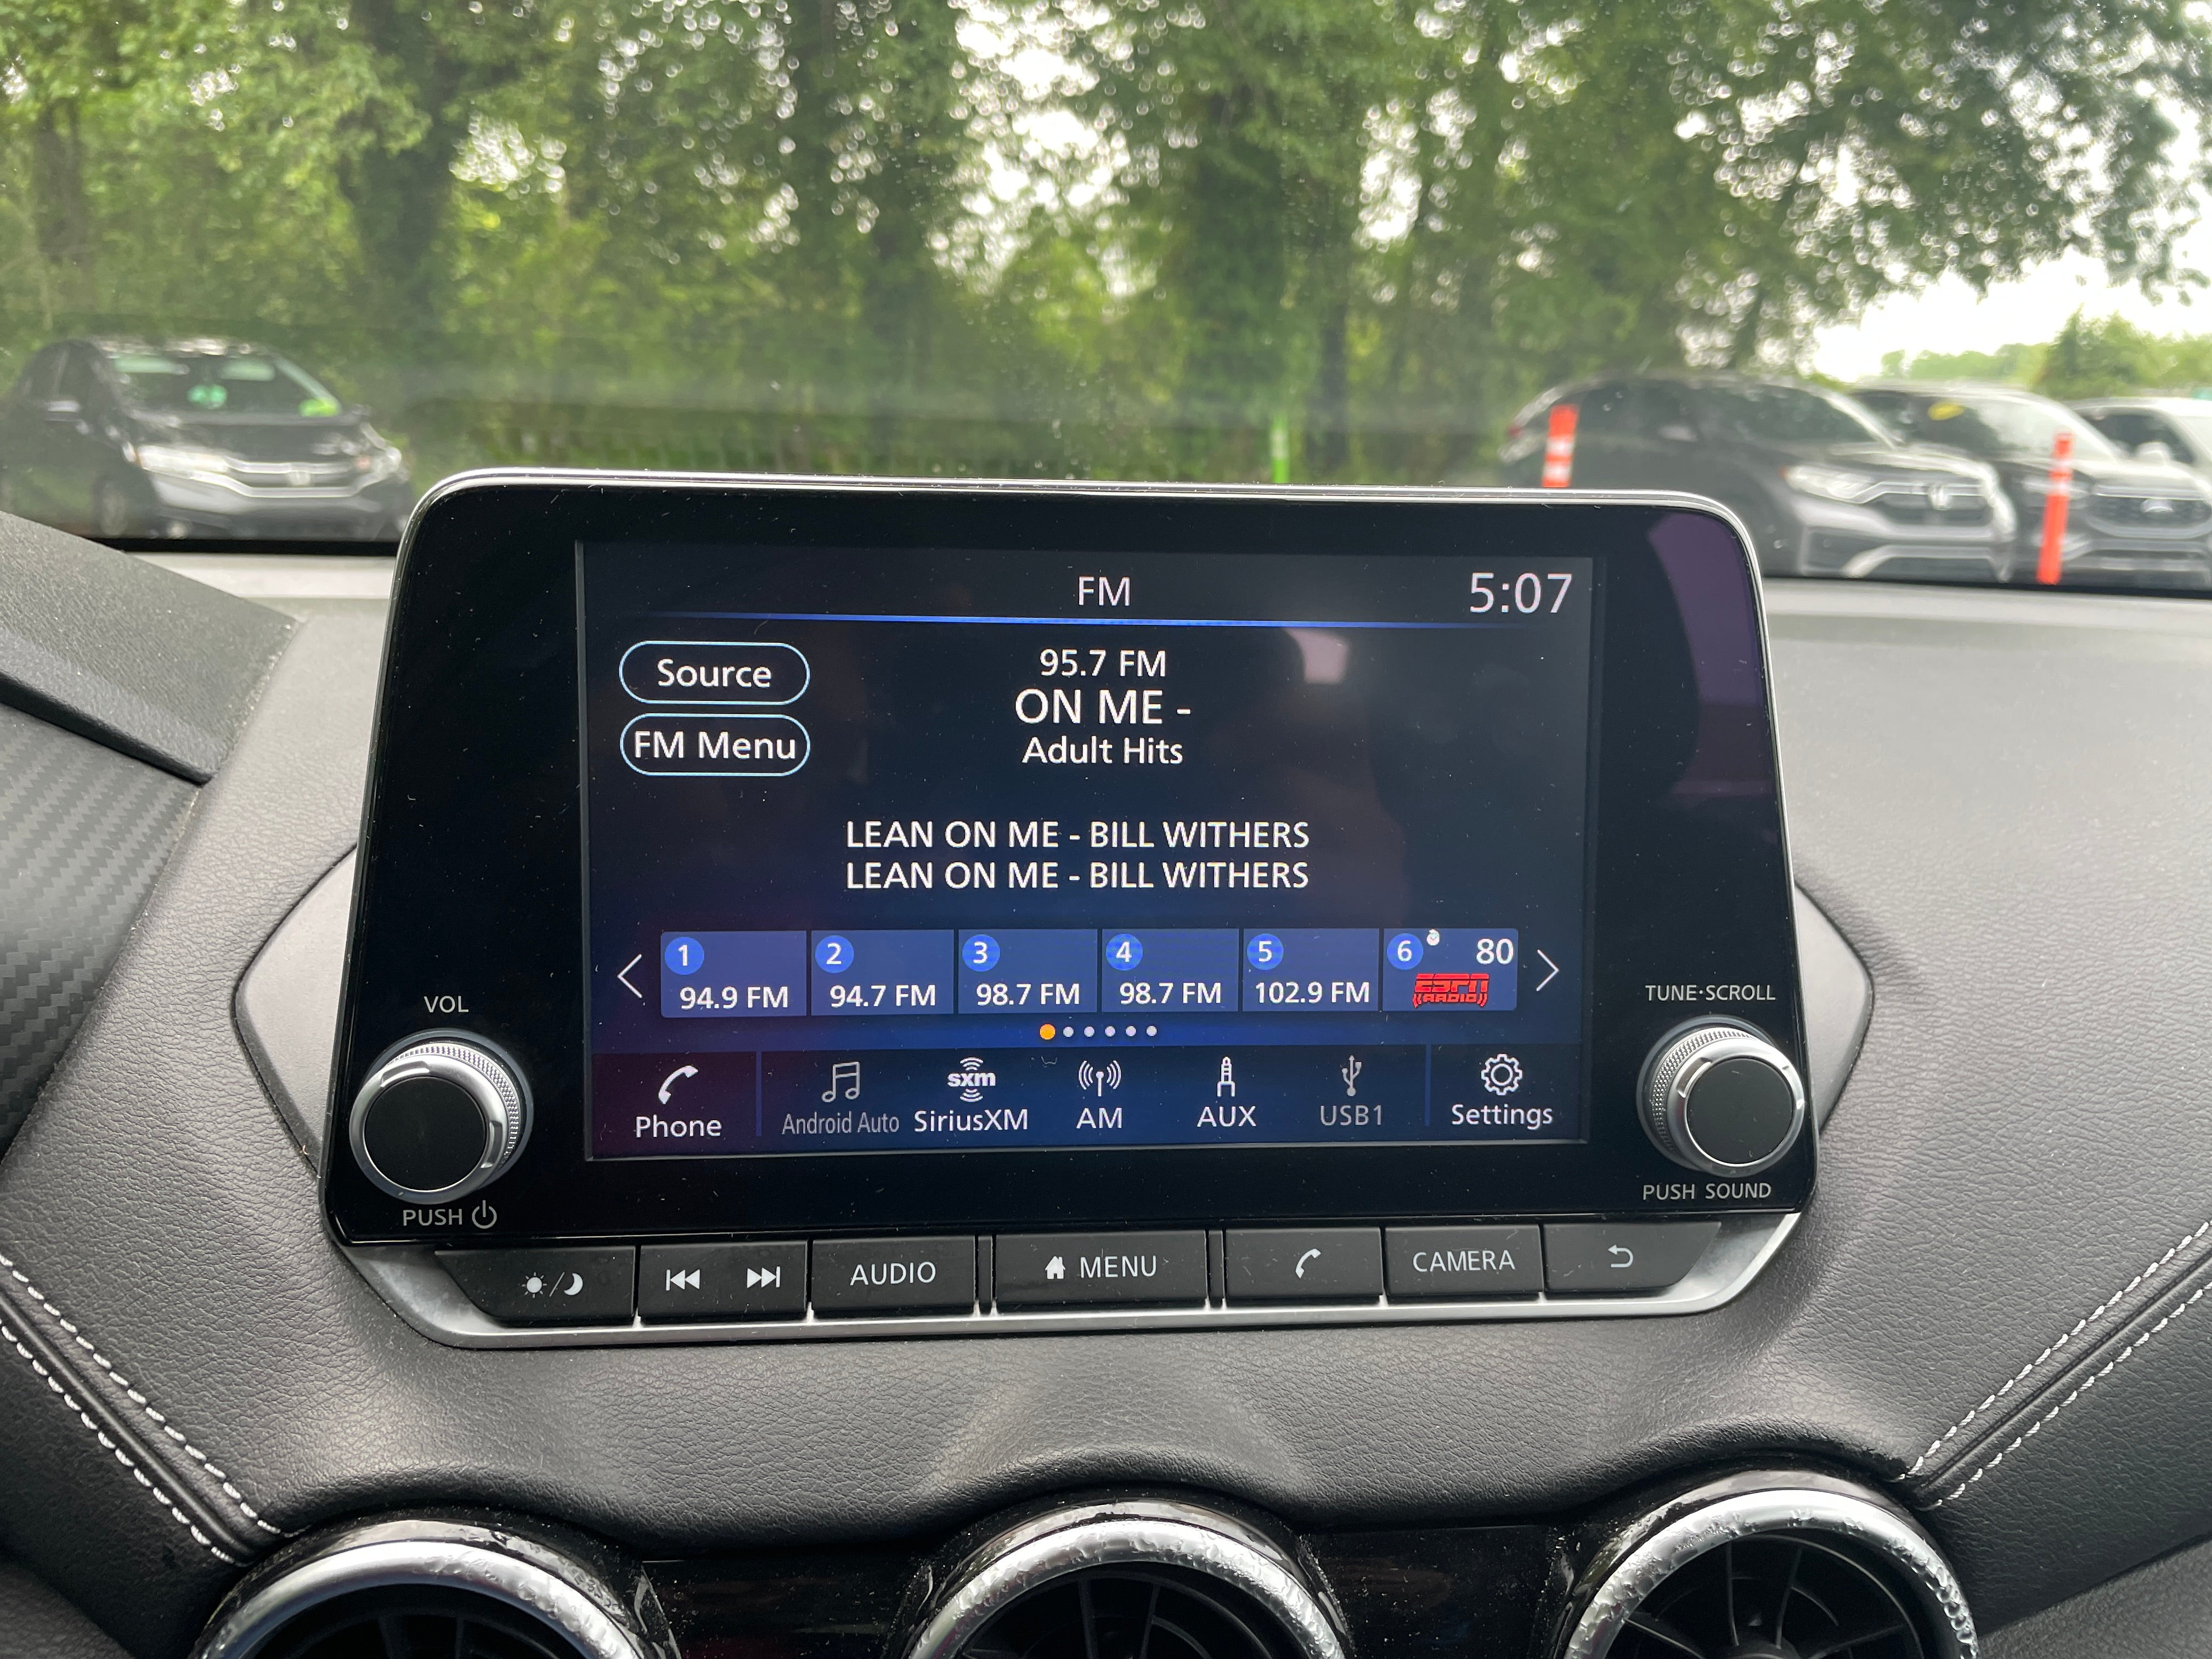 FM
5:07
Source
95.7 FM
ON ME -
FM Menu
Adult Hits
LEAN ON ME - BILL WITHERS
LEAN ON ME - BILL WITHERS
1 2 3 4 5 6 80
94.9 FM 94.7 FM 98.7 FM 98.7 FM 102.9 FM ESPN
RADIO
sxm
Phone Android Auto SiriusXM AM AUX USB1 Settings
VOL
PUSH
TUNE·SCROLL
PUSH SOUND
AUDIO MENU CAMERA